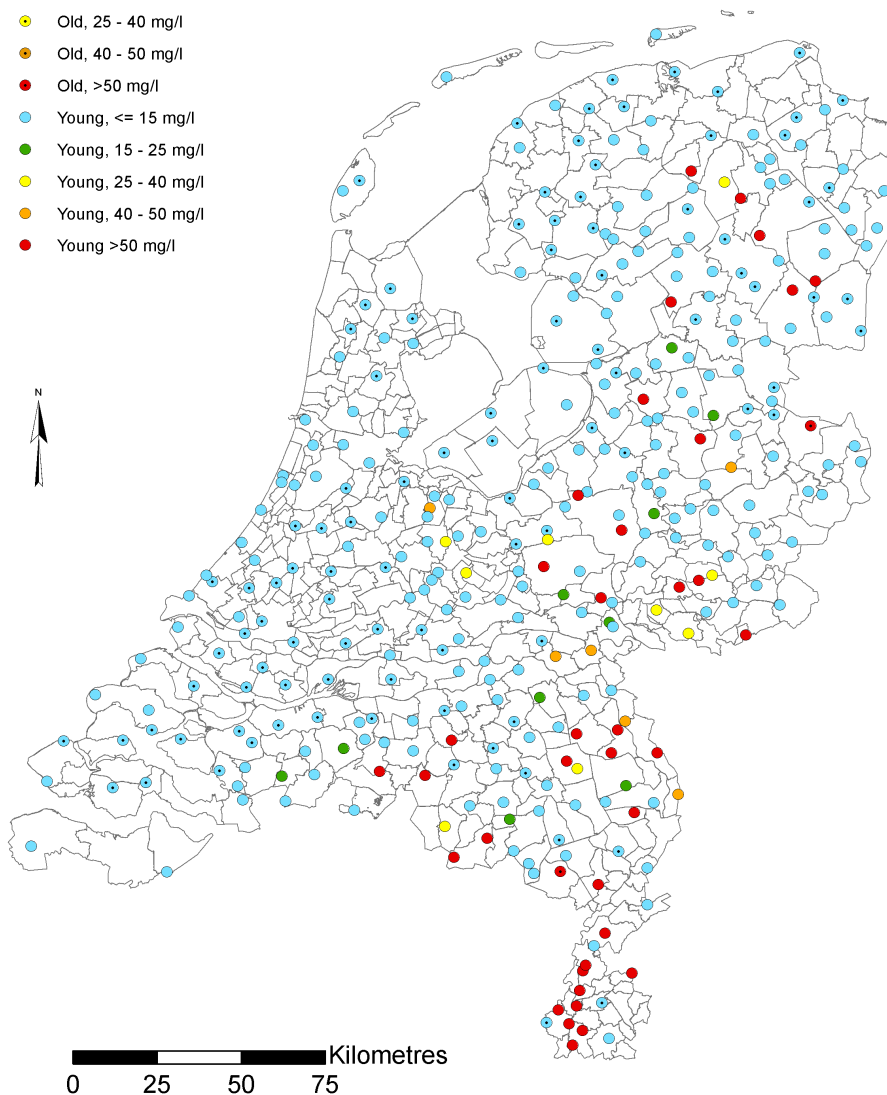 Old, 25 - 40 mg/l
Old, 40 - 50 mg/l
Old, >50 mg/l
Young, <= 15 mg/l
Young, 15 - 25 mg/l
Young, 25 - 40 mg/l
Young, 40 - 50 mg/l
Young >50 mg/l
N
Kilometres
0 25 50 75